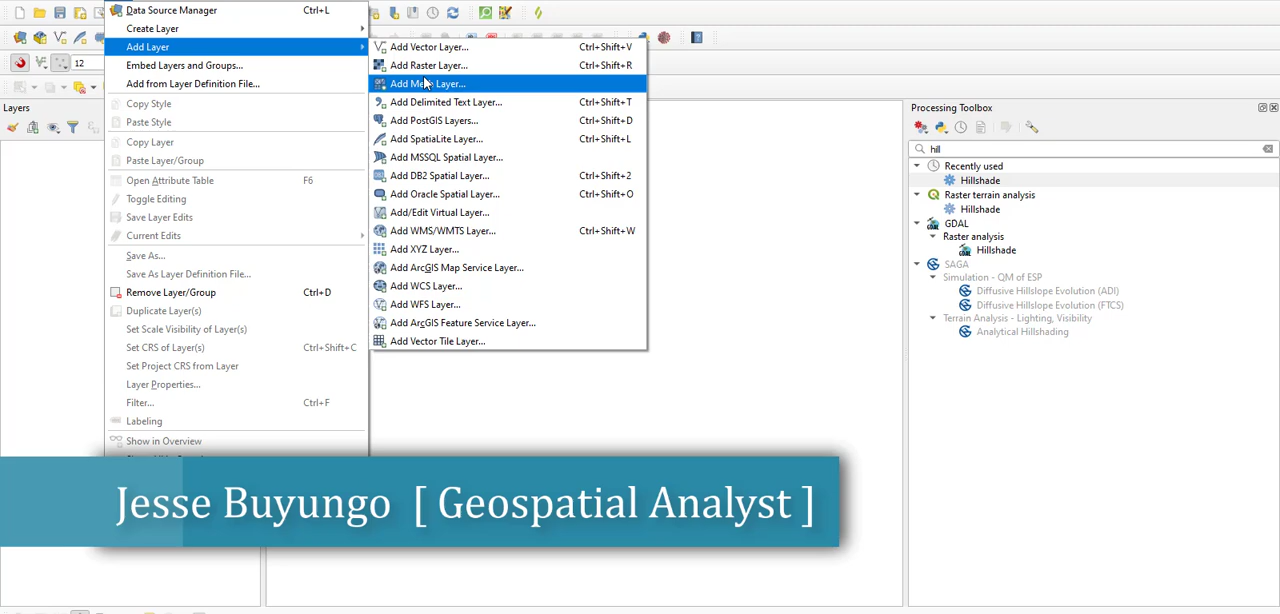 Data Source Manager Ctrl+L
Create Layer
Add Layer
Embed Layers and Groups...
Add from Layer Definition File...
Copy Style
Paste Style
Copy Layer
Paste Layer/Group
Open Attribute Table F6
Toggle Editing
Save Layer Edits
Current Edits
Save As...
Save As Layer Definition File...
Remove Layer/Group Ctrl+D
Duplicate Layer(s)
Set Scale Visibility of Layer(s)
Set CRS of Layer(s) Ctrl+Shift+C
Set Project CRS from Layer
Layer Properties...
Filter... Ctrl+F
Labeling
Show in Overview
Add Vector Layer... Ctrl+Shift+V
Add Raster Layer... Ctrl+Shift+R
Add Mesh Layer...
Add Delimited Text Layer... Ctrl+Shift+T
Add PostGIS Layers... Ctrl+Shift+D
Add SpatiaLite Layer... Ctrl+Shift+L
Add MSSQL Spatial Layer...
Add DB2 Spatial Layer... Ctrl+Shift+2
Add Oracle Spatial Layer... Ctrl+Shift+O
Add/Edit Virtual Layer...
Add WMS/WMTS Layer... Ctrl+Shift+W
Add XYZ Layer...
Add ArcGIS Map Service Layer...
Add WCS Layer...
Add WFS Layer...
Add ArcGIS Feature Service Layer...
Add Vector Tile Layer...
12
Layers
Processing Toolbox
hill
Recently used
Hillshade
Raster terrain analysis
Hillshade
GDAL
Raster analysis
Hillshade
SAGA
Simulation - QM of ESP
Diffusive Hillslope Evolution (ADI)
Diffusive Hillslope Evolution (FTCS)
Terrain Analysis - Lighting, Visibility
Analytical Hillshading
Jesse Buyungo [ Geospatial Analyst ]